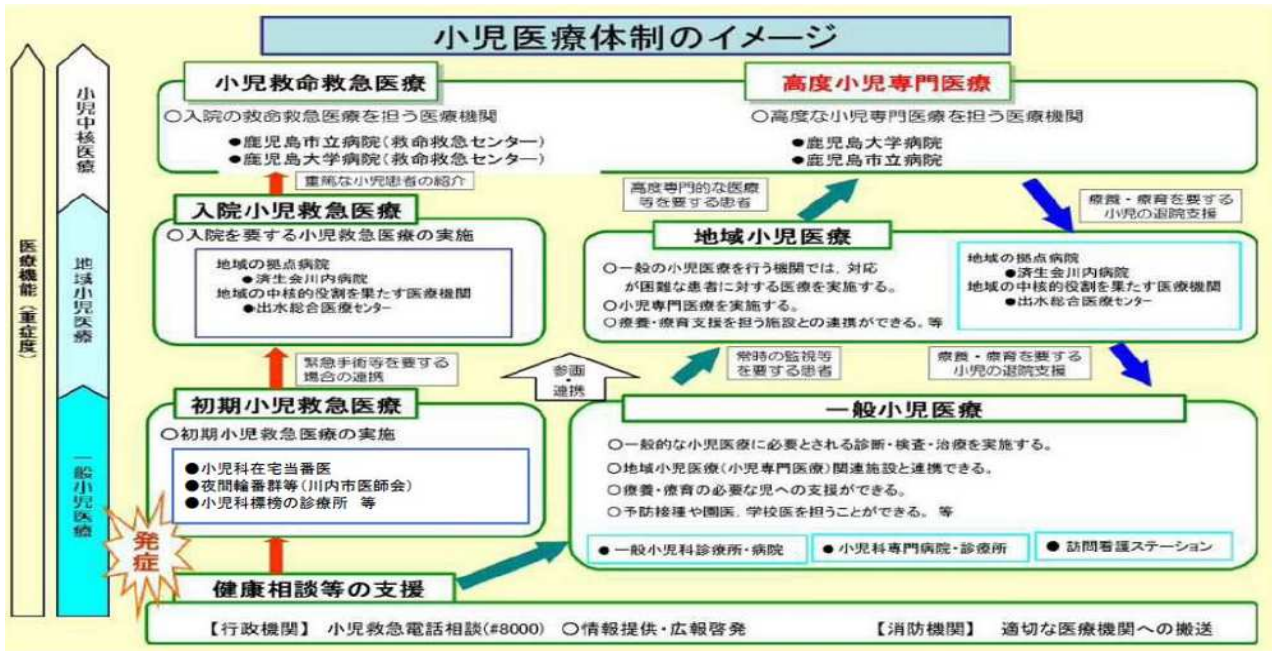 小児医療体制のイメージ
医療機能（重症度）
小児中核医療
地域小児医療
一般小児医療
小児救命救急医療
○入院の救命救急医療を担う医療機関
●鹿児島市立病院(救命救急センター)
●鹿児島大学病院(救命救急センター)
高度小児専門医療
○高度な小児専門医療を担う医療機関
●鹿児島大学病院
●鹿児島市立病院
重篤な小児患者の紹介
高度専門的な医療
等を要する患者
療養・療育を要する
小児の退院支援
入院小児救急医療
○入院を要する小児救急医療の実施
地域の拠点病院
●済生会川内病院
地域の中核的役割を果たす医療機関
●出水総合医療センター
地域小児医療
○一般の小児医療を行う機関では、対応
が困難な患者に対する医療を実施する。
○小児専門医療を実施する。
○療養・療育支援を担う施設との連携ができる。等
地域の拠点病院
●済生会川内病院
地域の中核的役割を果たす医療機関
●出水総合医療センター
緊急手術等を要する
場合の連携
参画
・
連携
常時の監視等
を要する患者
療養・療育を要する
小児の退院支援
初期小児救急医療
○初期小児救急医療の実施
●小児科在宅当番医
●夜間輪番群等(川内市医師会)
●小児科標榜の診療所 等
一般小児医療
○一般的な小児医療に必要とされる診断・検査・治療を実施する。
○地域小児医療(小児専門医療)関連施設と連携できる。
○療養・療育の必要な児への支援ができる。
○予防接種や園医、学校医を担うことができる。 等
●一般小児科診療所・病院
●小児科専門病院・診療所
●訪問看護ステーション
発症
健康相談等の支援
【行政機関】 小児救急電話相談(#8000) ○情報提供・広報啓発
【消防機関】 適切な医療機関への搬送